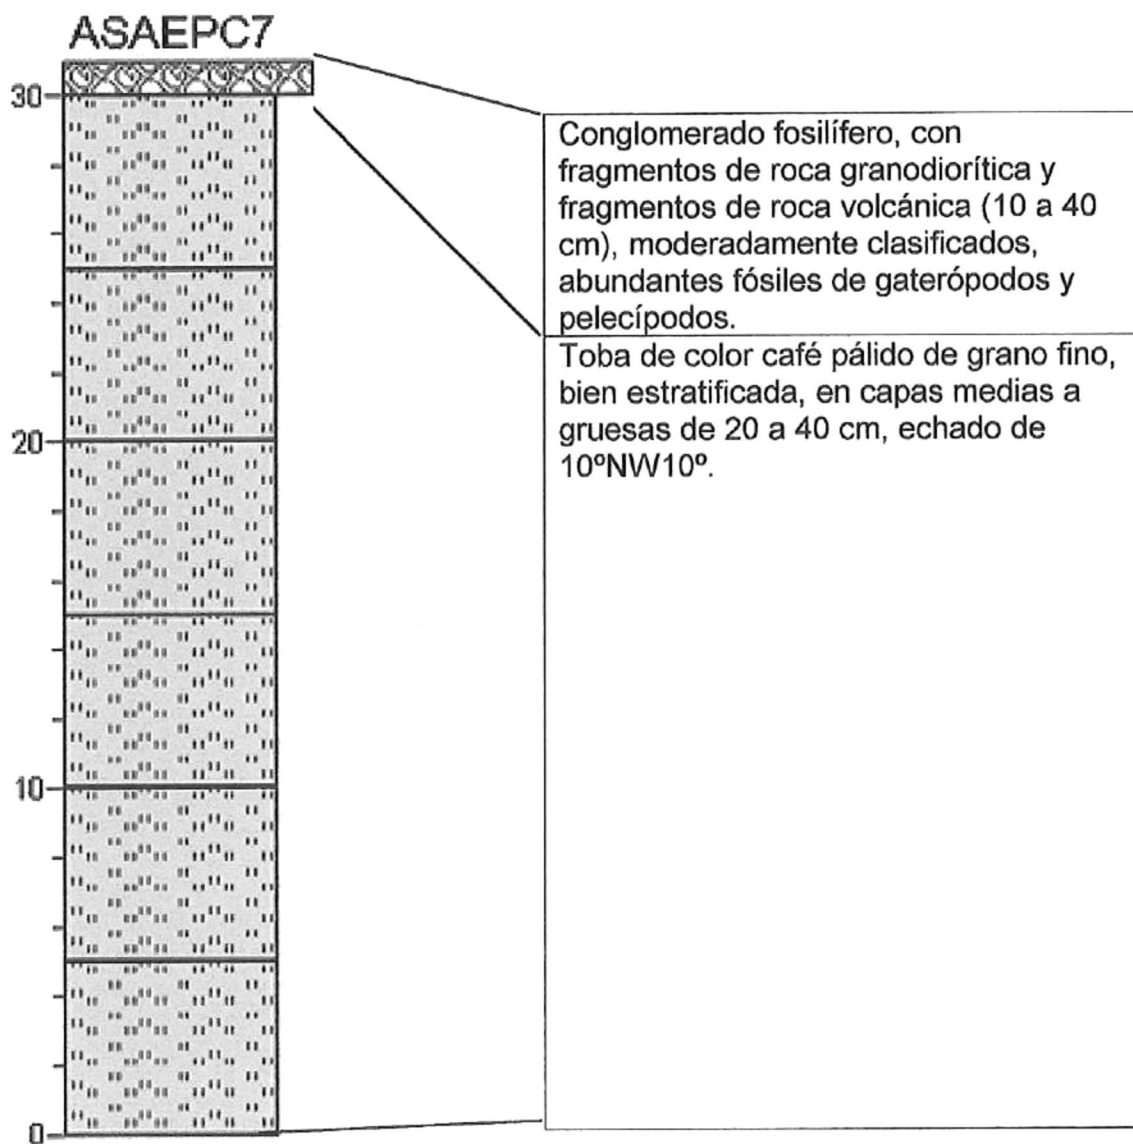 ASAEPC7
30
20
10
0
Conglomerado fosilífero, con
fragmentos de roca granodiorítica y
fragmentos de roca volcánica (10 a 40
cm), moderadamente clasificados,
abundantes fósiles de gaterópodos y
pelecípodos.
Toba de color café pálido de grano fino,
bien estratificada, en capas medias a
gruesas de 20 a 40 cm, echado de
10ºNW10º.